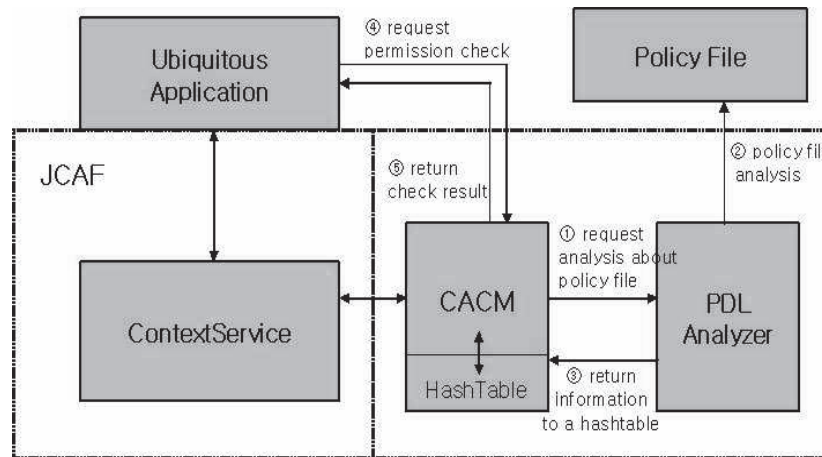 ④ request
permission check
Ubiquitous
Application
Policy File
② policy fil
analysis
JCAF
⑤ return
check result
① request
analysis about
policy file
ContextService
CACM
PDL
Analyzer
HashTable
③ return
information
to a hashtable